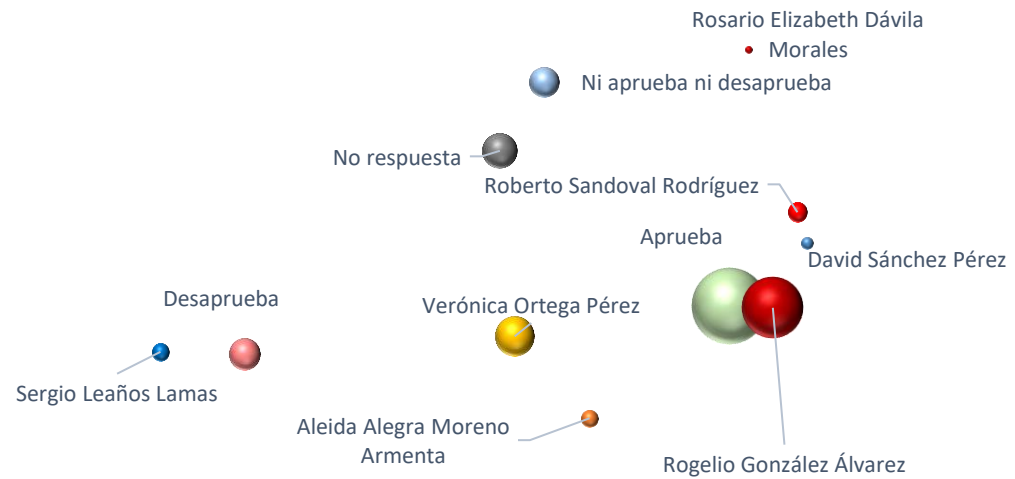 Rosario Elizabeth Dávila
Morales
Ni aprueba ni desaprueba
No respuesta
Roberto Sandoval Rodríguez
Aprueba
David Sánchez Pérez
Desaprueba
Verónica Ortega Pérez
Sergio Leaños Lamas
Aleida Alegra Moreno
Armenta
Rogelio González Álvarez